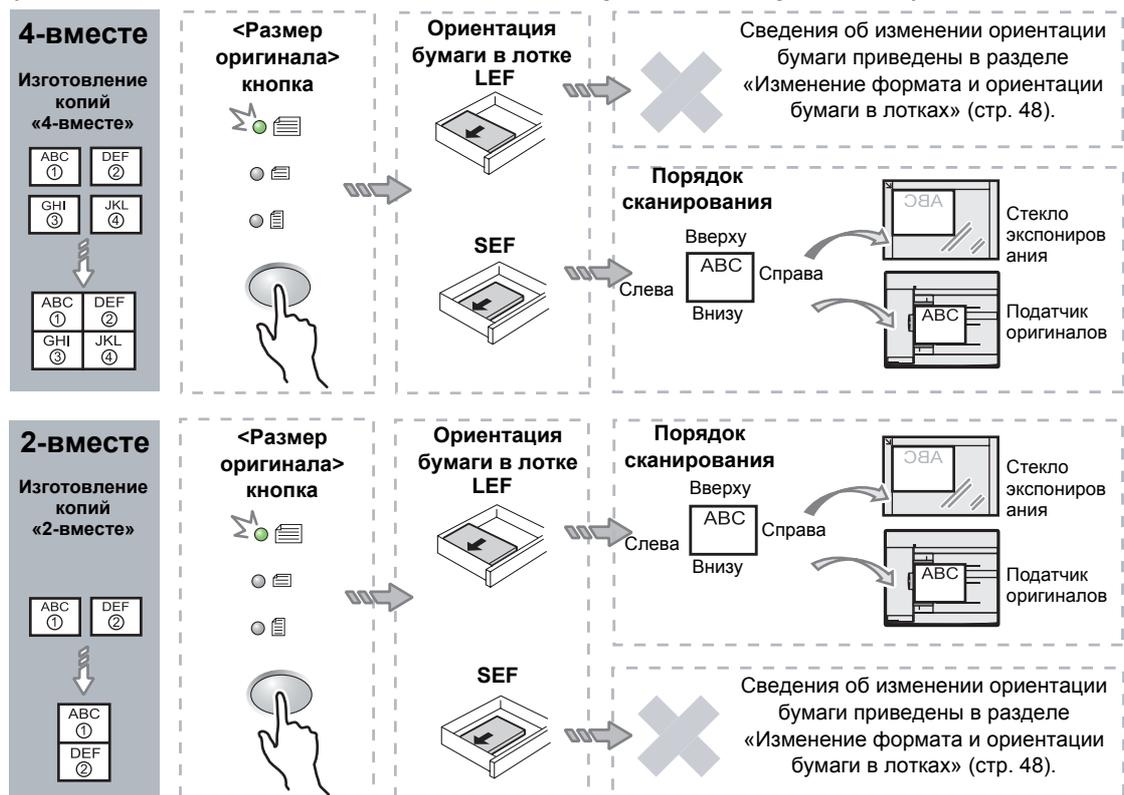 4-вместе
Изготовление
копий
«4-вместе»
ABC
①
DEF
②
GHI
③
JKL
④
ABC
①
DEF
②
GHI
③
JKL
④
<Размер
оригинала>
кнопка
Ориентация
бумаги в лотке
LEF
SEF
Сведения об изменении ориентации
бумаги приведены в разделе
«Изменение формата и ориентации
бумаги в лотках» (стр. 48).
Порядок
сканирования
Вверху
Слева
ABC
Справа
Внизу
ABC
Стекло
экспониров
ания
ABC
Податчик
оригиналов
2-вместе
Изготовление
копий
«2-вместе»
ABC
①
DEF
②
ABC
①
DEF
②
<Размер
оригинала>
кнопка
Ориентация
бумаги в лотке
LEF
SEF
Порядок
сканирования
Вверху
Слева
ABC
Справа
Внизу
ABC
Стекло
экспониров
ания
ABC
Податчик
оригиналов
Сведения об изменении ориентации
бумаги приведены в разделе
«Изменение формата и ориентации
бумаги в лотках» (стр. 48).